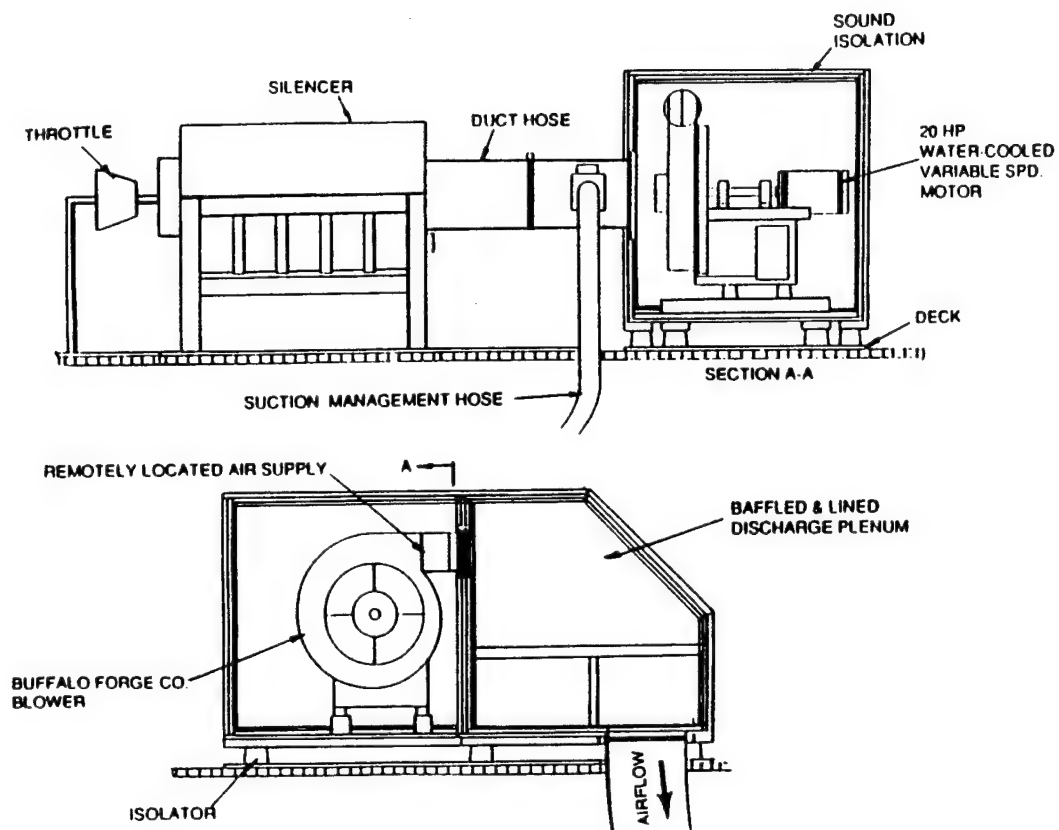 SOUND
ISOLATION
SILENCER
THROTTLE
DUCT HOSE
20 HP
WATER-COOLED
VARIABLE SPD.
MOTOR
DECK
SECTION A-A
SUCTION MANAGEMENT HOSE
REMOTELY LOCATED AIR SUPPLY
A
BAFFLED & LINED
DISCHARGE PLENUM
BUFFALO FORGE CO.
BLOWER
ISOLATOR
AIRFLOW